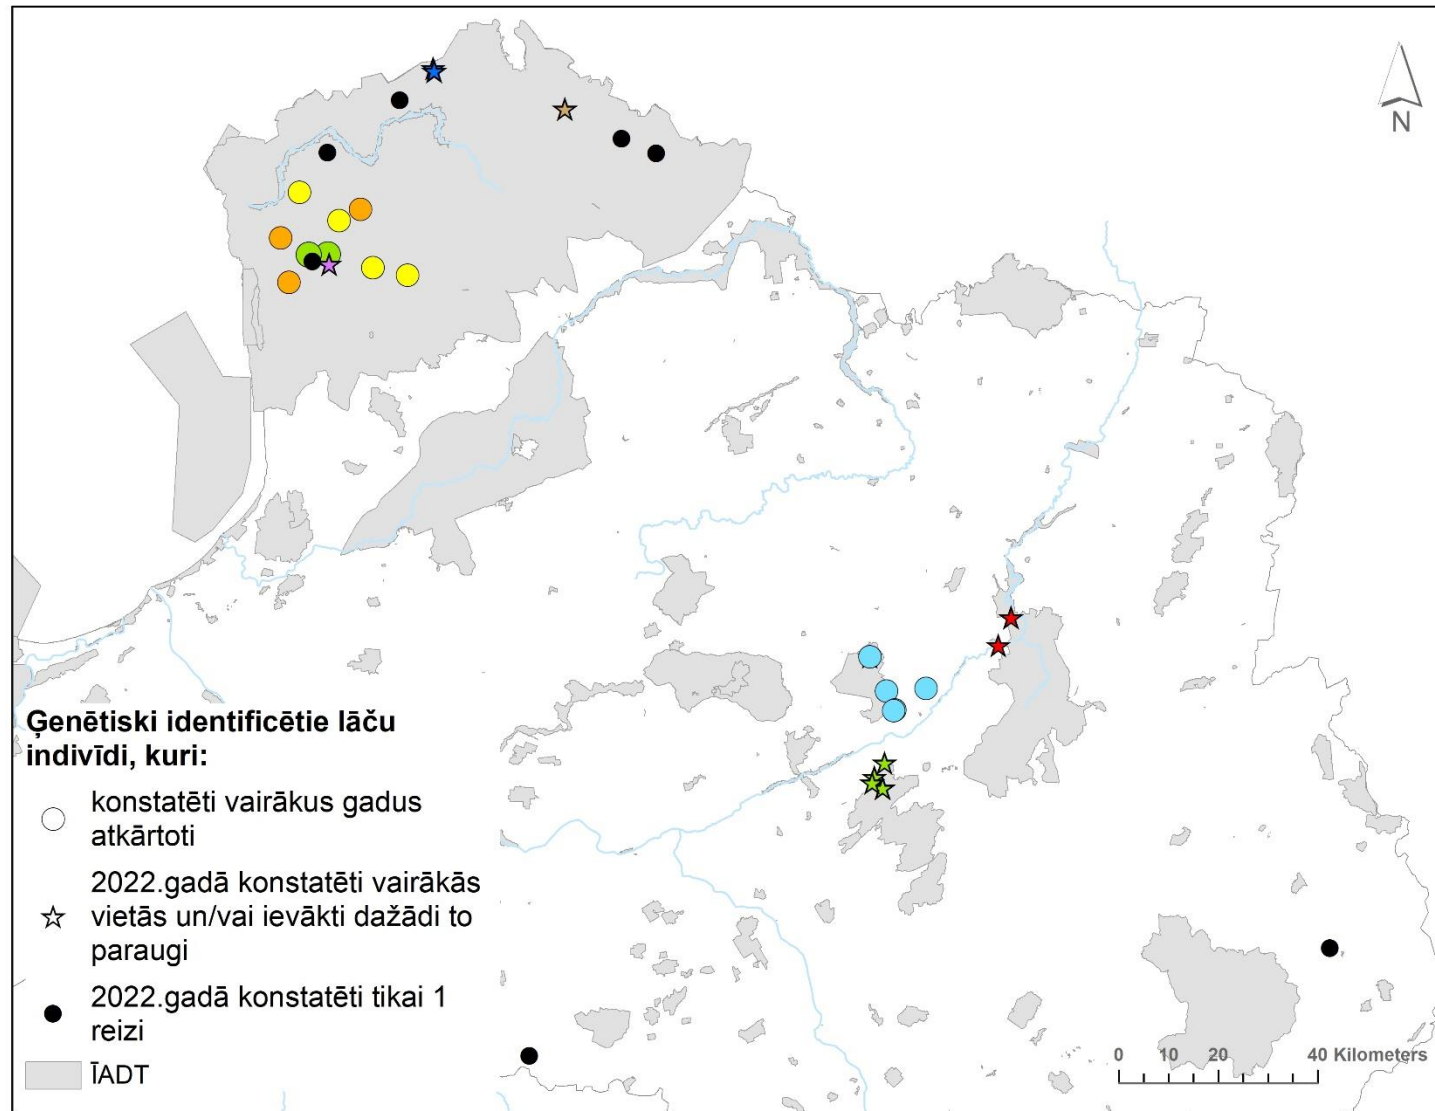 N
Ģenētiski identificētie lāču
indivīdi, kuri:
konstatēti vairākus gadus
atkārtoti
2022.gadā konstatēti vairākās
vietās un/vai ievākti dažādi to
paraugi
2022.gadā konstatēti tikai 1
reizi
ĪADT
0 10 20 40 Kilometers